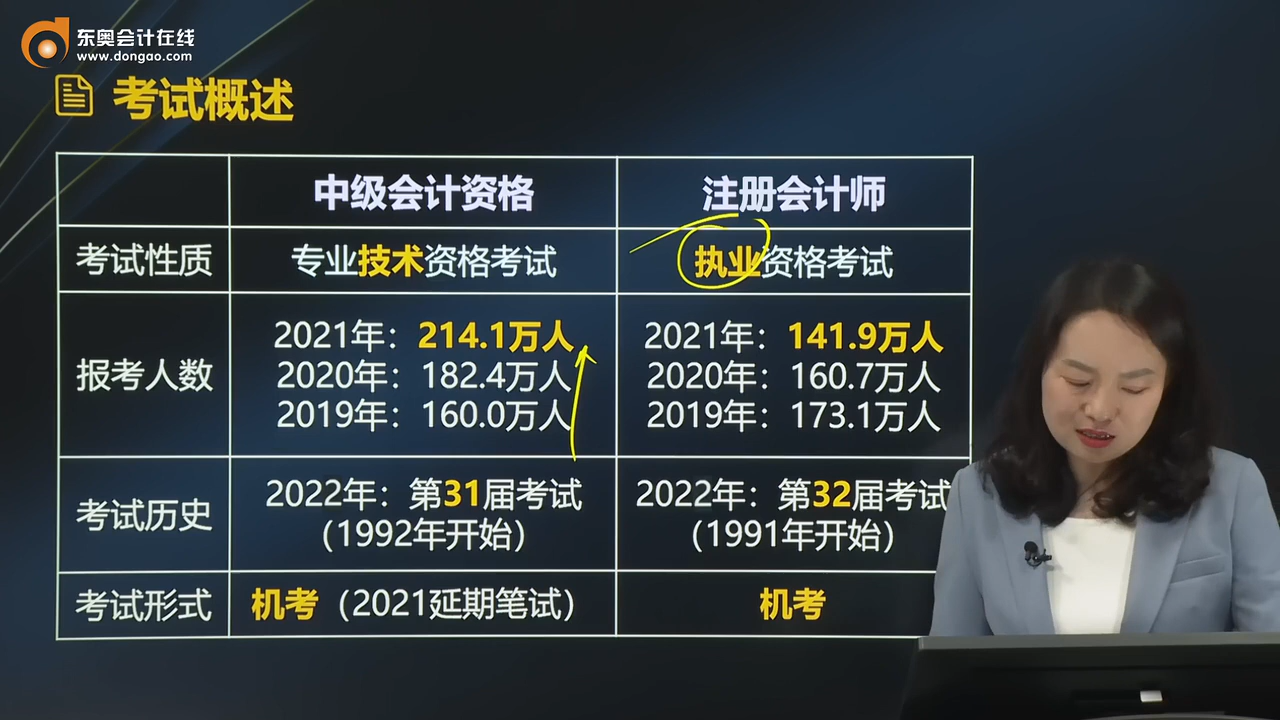 东奥会计在线
www.dongao.com
考试概述
中级会计资格
注册会计师
考试性质
专业技术资格考试
执业资格考试
报考人数
2021年：214.1万人
2020年：182.4万人
2019年：160.0万人
2021年：141.9万人
2020年：160.7万人
2019年：173.1万人
考试历史
2022年：第31届考试
（1992年开始）
2022年：第32届考试
（1991年开始）
考试形式
机考（2021延期笔试）
机考